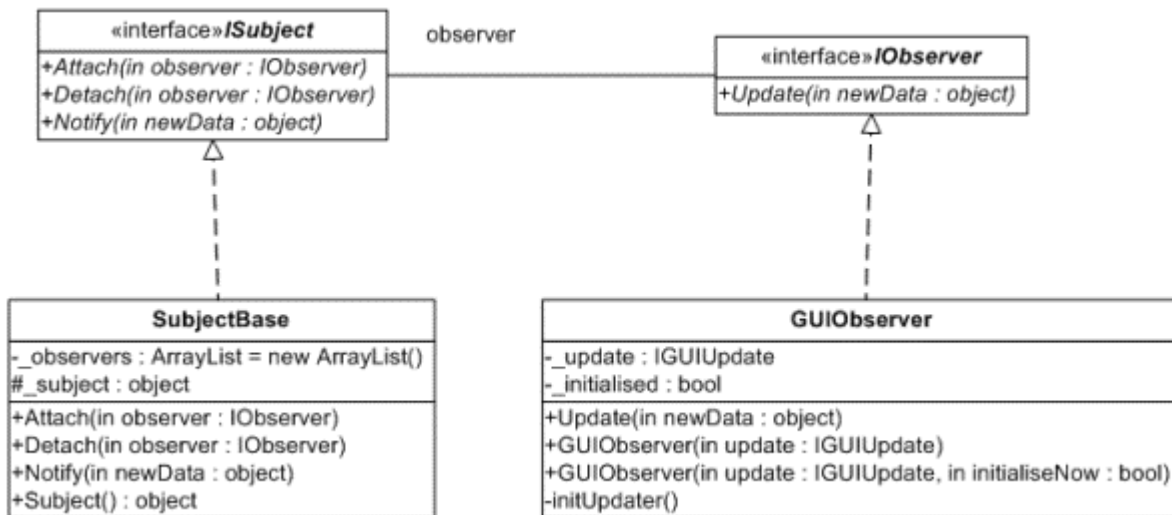 «interface»ISubject
+Attach(in observer : IObserver)
+Detach(in observer : IObserver)
+Notify(in newData : object)
observer
«interface»IObserver
+Update(in newData : object)
SubjectBase
-_observers : ArrayList = new ArrayList()
#_subject : object
+Attach(in observer : IObserver)
+Detach(in observer : IObserver)
+Notify(in newData : object)
+Subject() : object
GUIObserver
-_update : IGUIUpdate
-_initialised : bool
+Update(in newData : object)
+GUIObserver(in update : IGUIUpdate)
+GUIObserver(in update : IGUIUpdate, in initialiseNow : bool)
-initUpdater()